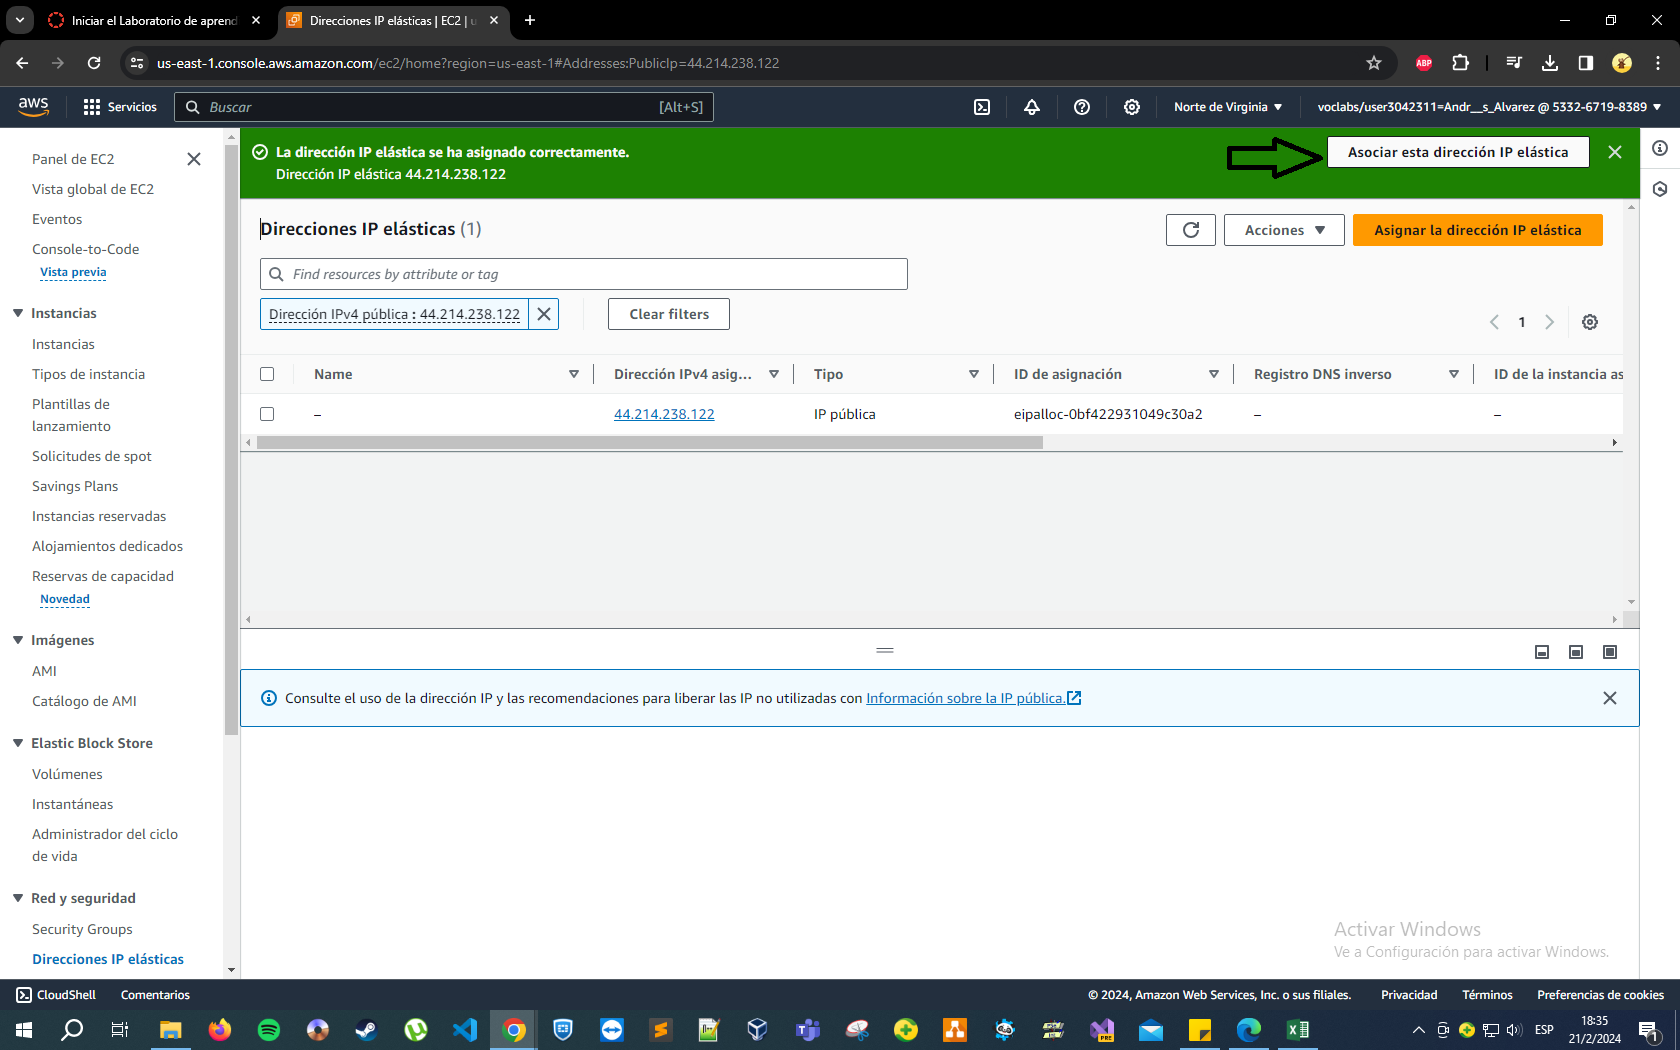 Iniciar el Laboratorio de aprend
Direcciones IP elásticas | EC2 | u
us-east-1.console.aws.amazon.com/ec2/home?region=us-east-1#Addresses:PublicIp=44.214.238.122
ABP
aws
Servicios
Buscar
[Alt+S]
Norte de Virginia
voclabs/user3042311=Andr__s_Alvarez @ 5332-6719-8389
Panel de EC2
Vista global de EC2
Eventos
Console-to-Code
Vista previa
Instancias
Instancias
Tipos de instancia
Plantillas de
lanzamiento
Solicitudes de spot
Savings Plans
Instancias reservadas
Alojamientos dedicados
Reservas de capacidad
Novedad
Imágenes
AMI
Catálogo de AMI
Elastic Block Store
Volúmenes
Instantáneas
Administrador del ciclo
de vida
Red y seguridad
Security Groups
Direcciones IP elásticas
La dirección IP elástica se ha asignado correctamente.
Dirección IP elástica 44.214.238.122
Asociar esta dirección IP elástica
Direcciones IP elásticas (1)
Acciones
Asignar la dirección IP elástica
Find resources by attribute or tag
Dirección IPv4 pública : 44.214.238.122
Clear filters
1
Name
Dirección IPv4 asig...
Tipo
ID de asignación
Registro DNS inverso
ID de la instancia as
–
44.214.238.122
IP pública
eipalloc-0bf422931049c30a2
–
–
Consulte el uso de la dirección IP y las recomendaciones para liberar las IP no utilizadas con Información sobre la IP pública.
Activar Windows
Ve a Configuración para activar Windows.
CloudShell
Comentarios
© 2024, Amazon Web Services, Inc. o sus filiales.
Privacidad
Términos
Preferencias de cookies
PRE
ESP
18:35
21/2/2024
1